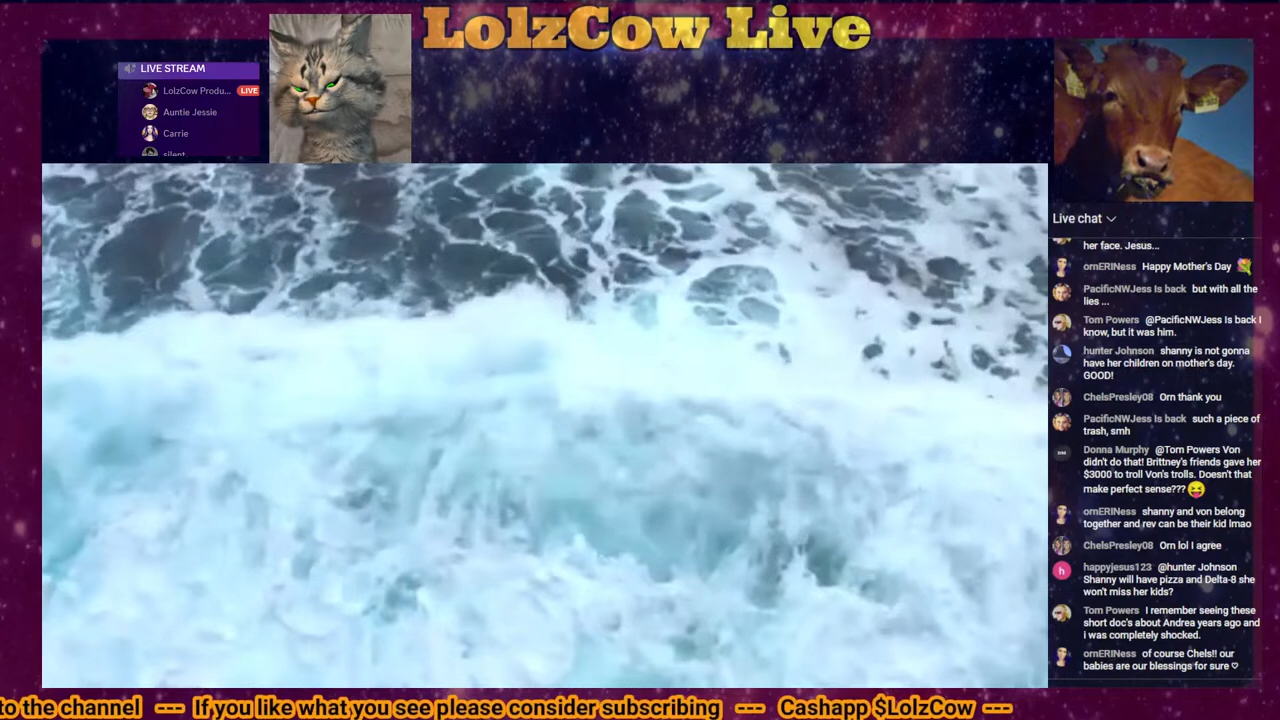 LolzCow Live
LIVE STREAM
LolzCow Produ... LIVE
Auntie Jessie
Carrie
silent
Live chat
her face. Jesus...
ornERINess Happy Mother's Day
PacificNWJess Is back but with all the
lies ...
Tom Powers @PacificNWJess Is back I
know, but it was him.
hunter Johnson shanny is not gonna
have her children on mother's day.
GOOD!
ChelsPresley08 Orn thank you
PacificNWJess Is back such a piece of
trash, smh
Donna Murphy @Tom Powers Von
didn't do that! Brittney's friends gave her
$3000 to troll Von's trolls. Doesn't that
make perfect sense???
ornERINess shanny and von belong
together and rev can be their kid lmao
ChelsPresley08 Orn lol I agree
h happyjesus123 @hunter Johnson
Shanny will have pizza and Delta-8 she
won't miss her kids?
Tom Powers I remember seeing these
short doc's about Andrea years ago and
i was completely shocked.
ornERINess of course Chels!! our
babies are our blessings for sure ♡
to the channel --- If you like what you see please consider subscribing --- Cashapp $LolzCow ---